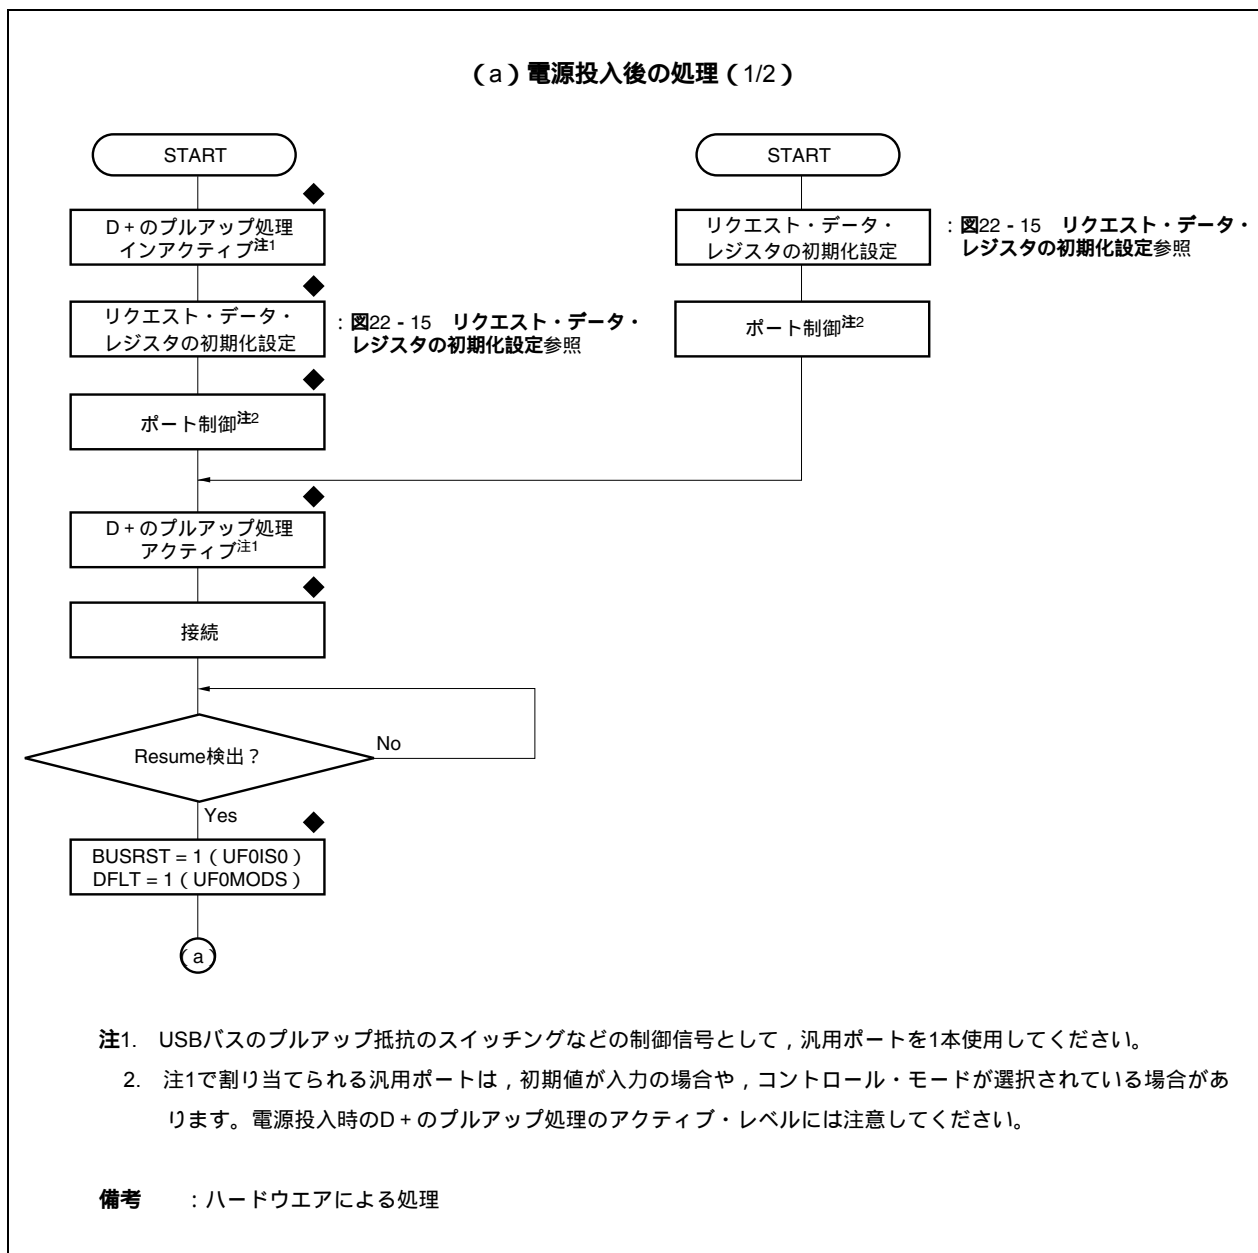 （a）電源投入後の処理（1/2）
START
D+のプルアップ処理
インアクティブ注1
リクエスト・データ・
レジスタの初期化設定
：図22-15　リクエスト・データ・
レジスタの初期化設定参照
ポート制御注2
START
リクエスト・データ・
レジスタの初期化設定
：図22-15　リクエスト・データ・
レジスタの初期化設定参照
ポート制御注2
D+のプルアップ処理
アクティブ注1
接続
Resume検出？
No
Yes
BUSRST = 1（UF0IS0）
DFLT = 1（UF0MODS）
（a）
注1.　USBバスのプルアップ抵抗のスイッチングなどの制御信号として，汎用ポートを1本使用してください。
2.　注1で割り当てられる汎用ポートは，初期値が入力の場合や，コントロール・モードが選択されている場合があ
ります。電源投入時のD+のプルアップ処理のアクティブ・レベルには注意してください。
備考　　：ハードウエアによる処理